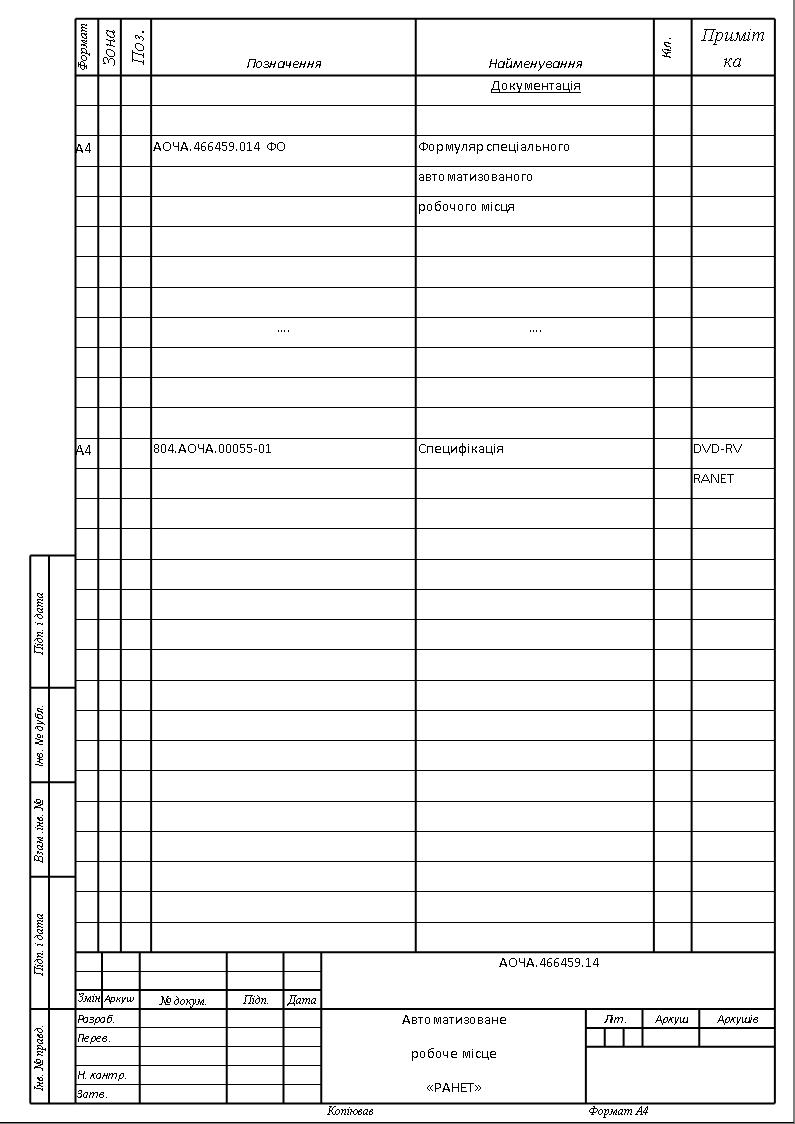 Формат Зона Поз. Позначення Найменування Кіл. Приміт
ка
Документація
А4 АОЧА.466459.014 ФО Формуляр спеціального
автоматизованого
робочого місця
.... ....
А4 804.АОЧА.00055-01 Специфікація DVD-RV
RANET
Підп. і дата
Інв. № дубл.
Взам .інв. №
Підп. і дата
Інв. № правд.
АОЧА.466459.14
Змін Аркуш № докум. Підп. Дата
Розроб.
Перев.
Н. контр.
Затв.
Автоматизоване
робоче місце
«РАНЕТ»
Літ. Аркуш Аркушів
Копіював Формат А4